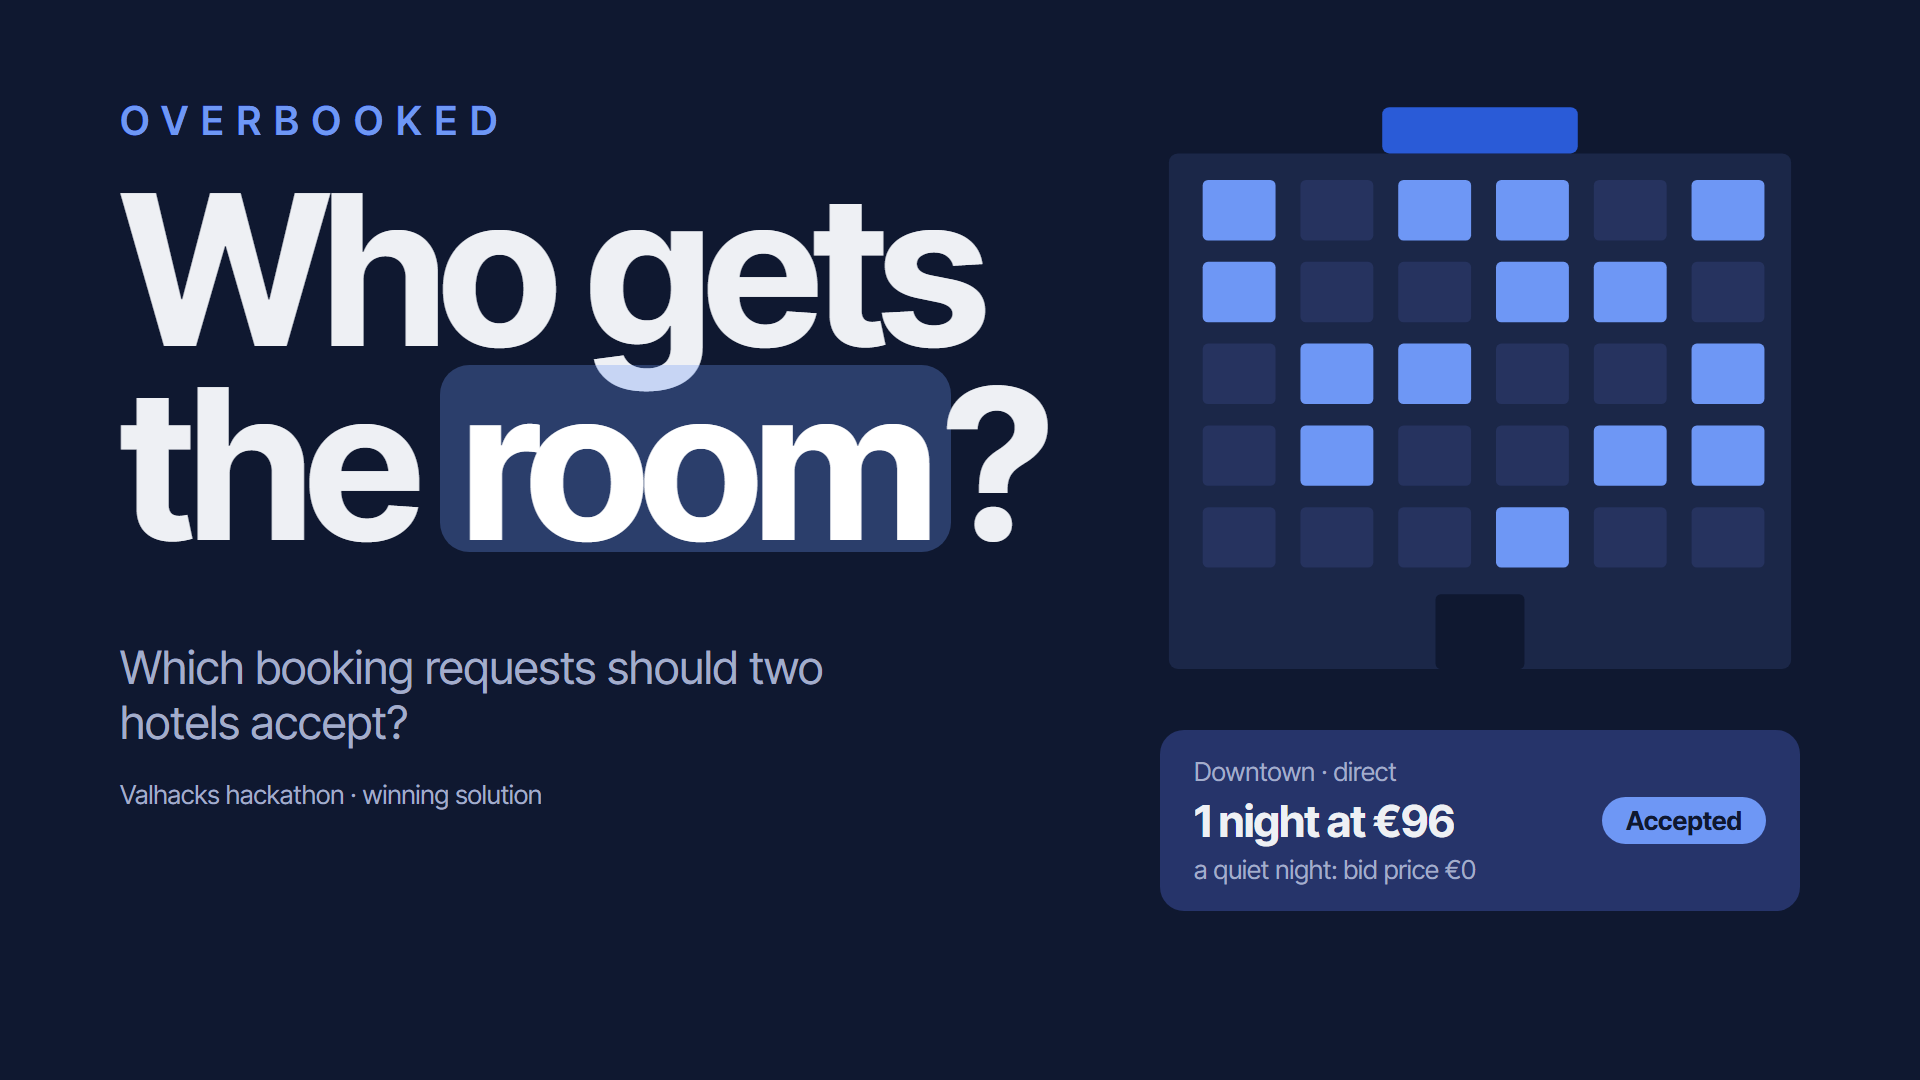 OVERBOOKED
Who gets
the room?
Which booking requests should two
hotels accept?
Valhacks hackathon · winning solution
Downtown · direct
1 night at €96
Accepted
a quiet night: bid price €0